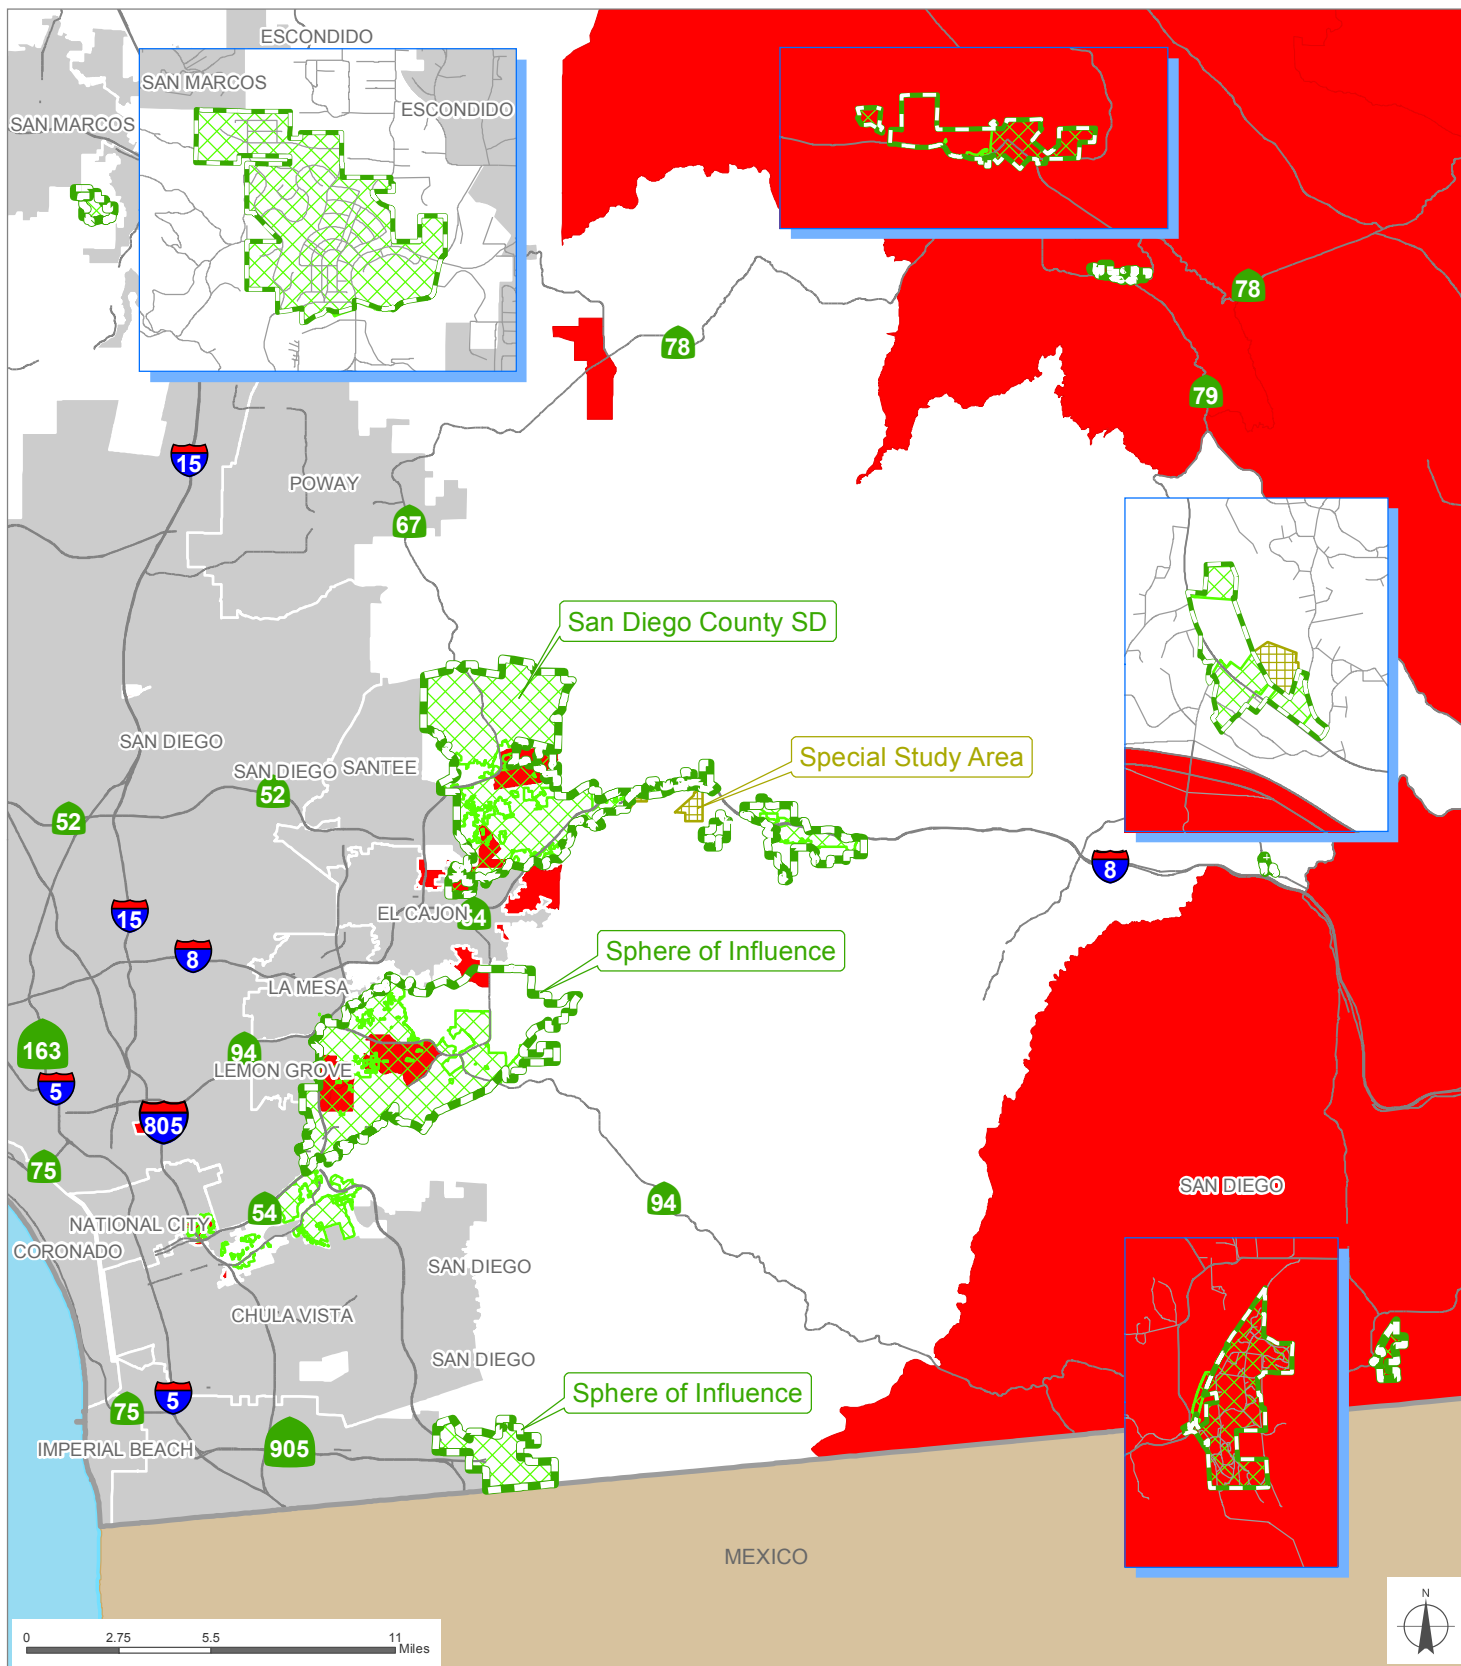 ESCONDIDO
SAN MARCOS
ESCONDIDO
SAN MARCOS
78
78
79
15
POWAY
67
San Diego County SD
SAN DIEGO
SAN DIEGO
SANTEE
Special Study Area
52
52
8
15
EL CAJON
8
Sphere of Influence
LA MESA
163
94
LEMON GROVE
5
805
75
SAN DIEGO
94
54
NATIONAL CITY
CORONADO
SAN DIEGO
CHULA VISTA
SAN DIEGO
Sphere of Influence
5
75
905
IMPERIAL BEACH
MEXICO
N
0 2.75 5.5 11
Miles